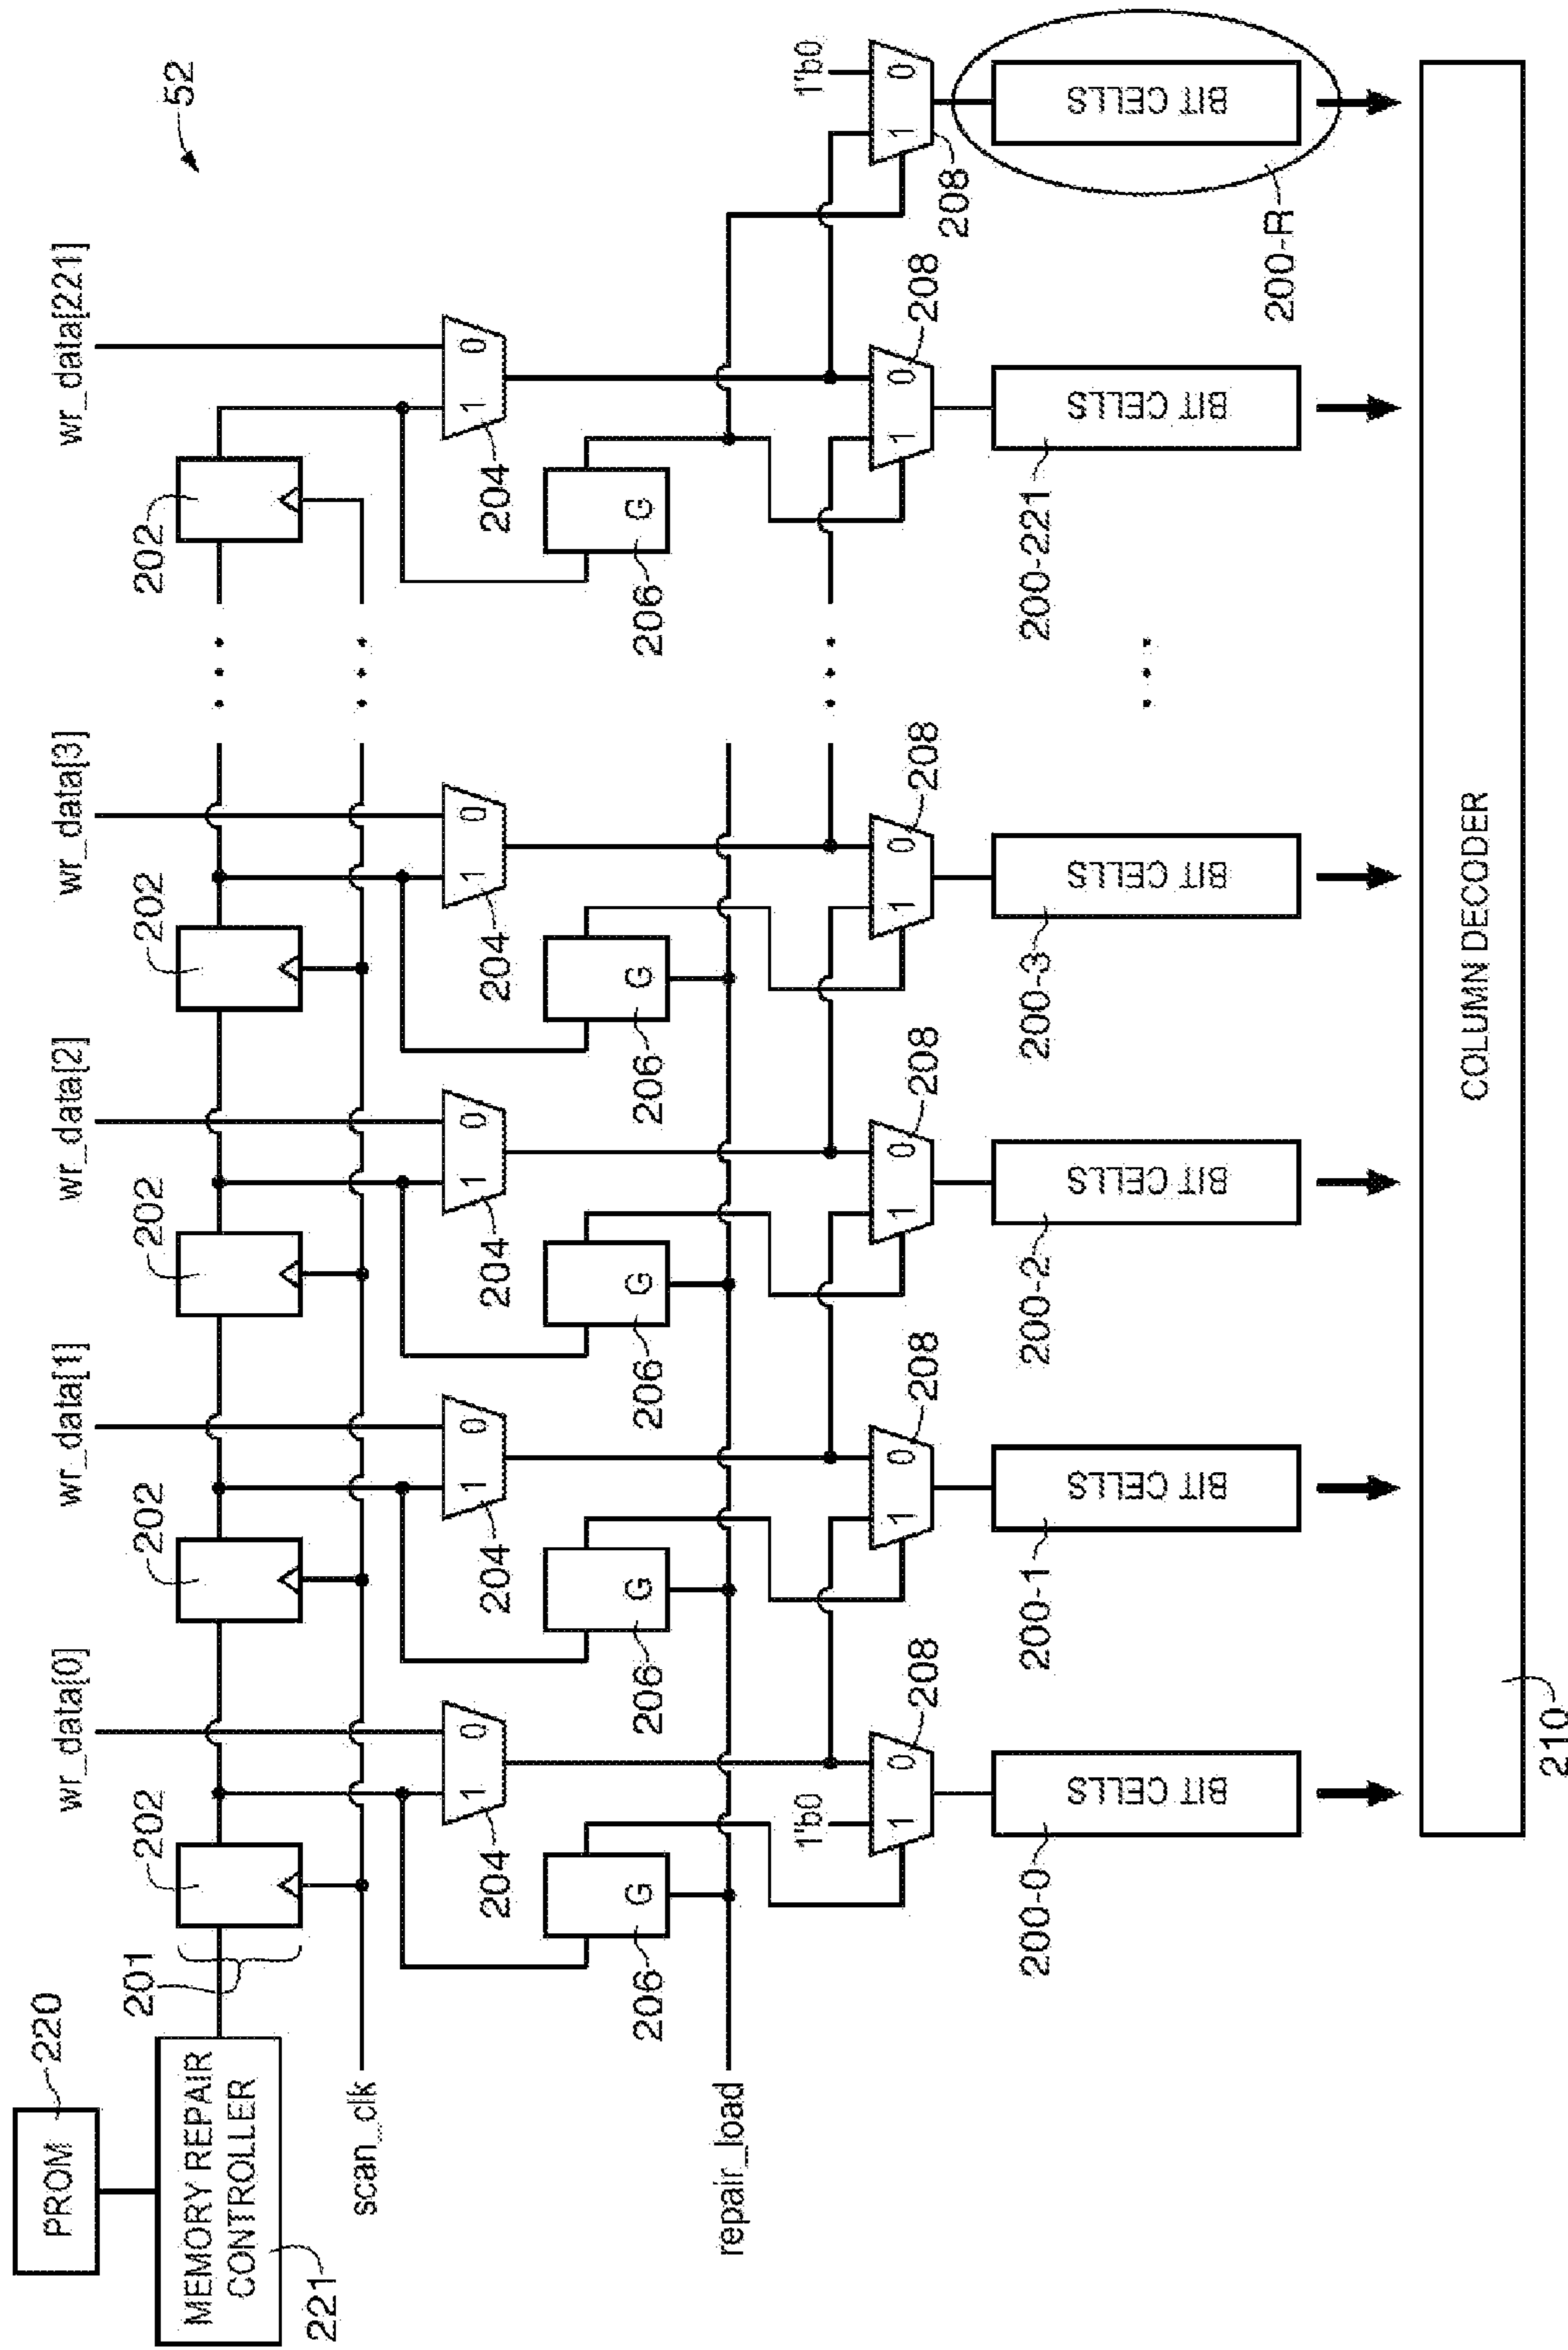 52
PROM
220
MEMORY REPAIR
CONTROLLER
221
201
scan_clk
repair_load
wr_data[0]
wr_data[1]
wr_data[2]
wr_data[3]
wr_data[221]
202
202
202
202
202
1 0
1 0
1 0
1 0
1 0
204
204
204
204
204
G
G
G
G
G
206
206
206
206
206
1'b0
1'b0
1 0
1 0
1 0
1 0
1 0
1 0
208
208
208
208
208
208
BIT CELLS
BIT CELLS
BIT CELLS
BIT CELLS
BIT CELLS
BIT CELLS
200-0
200-1
200-2
200-3
200-221
200-R
COLUMN DECODER
210